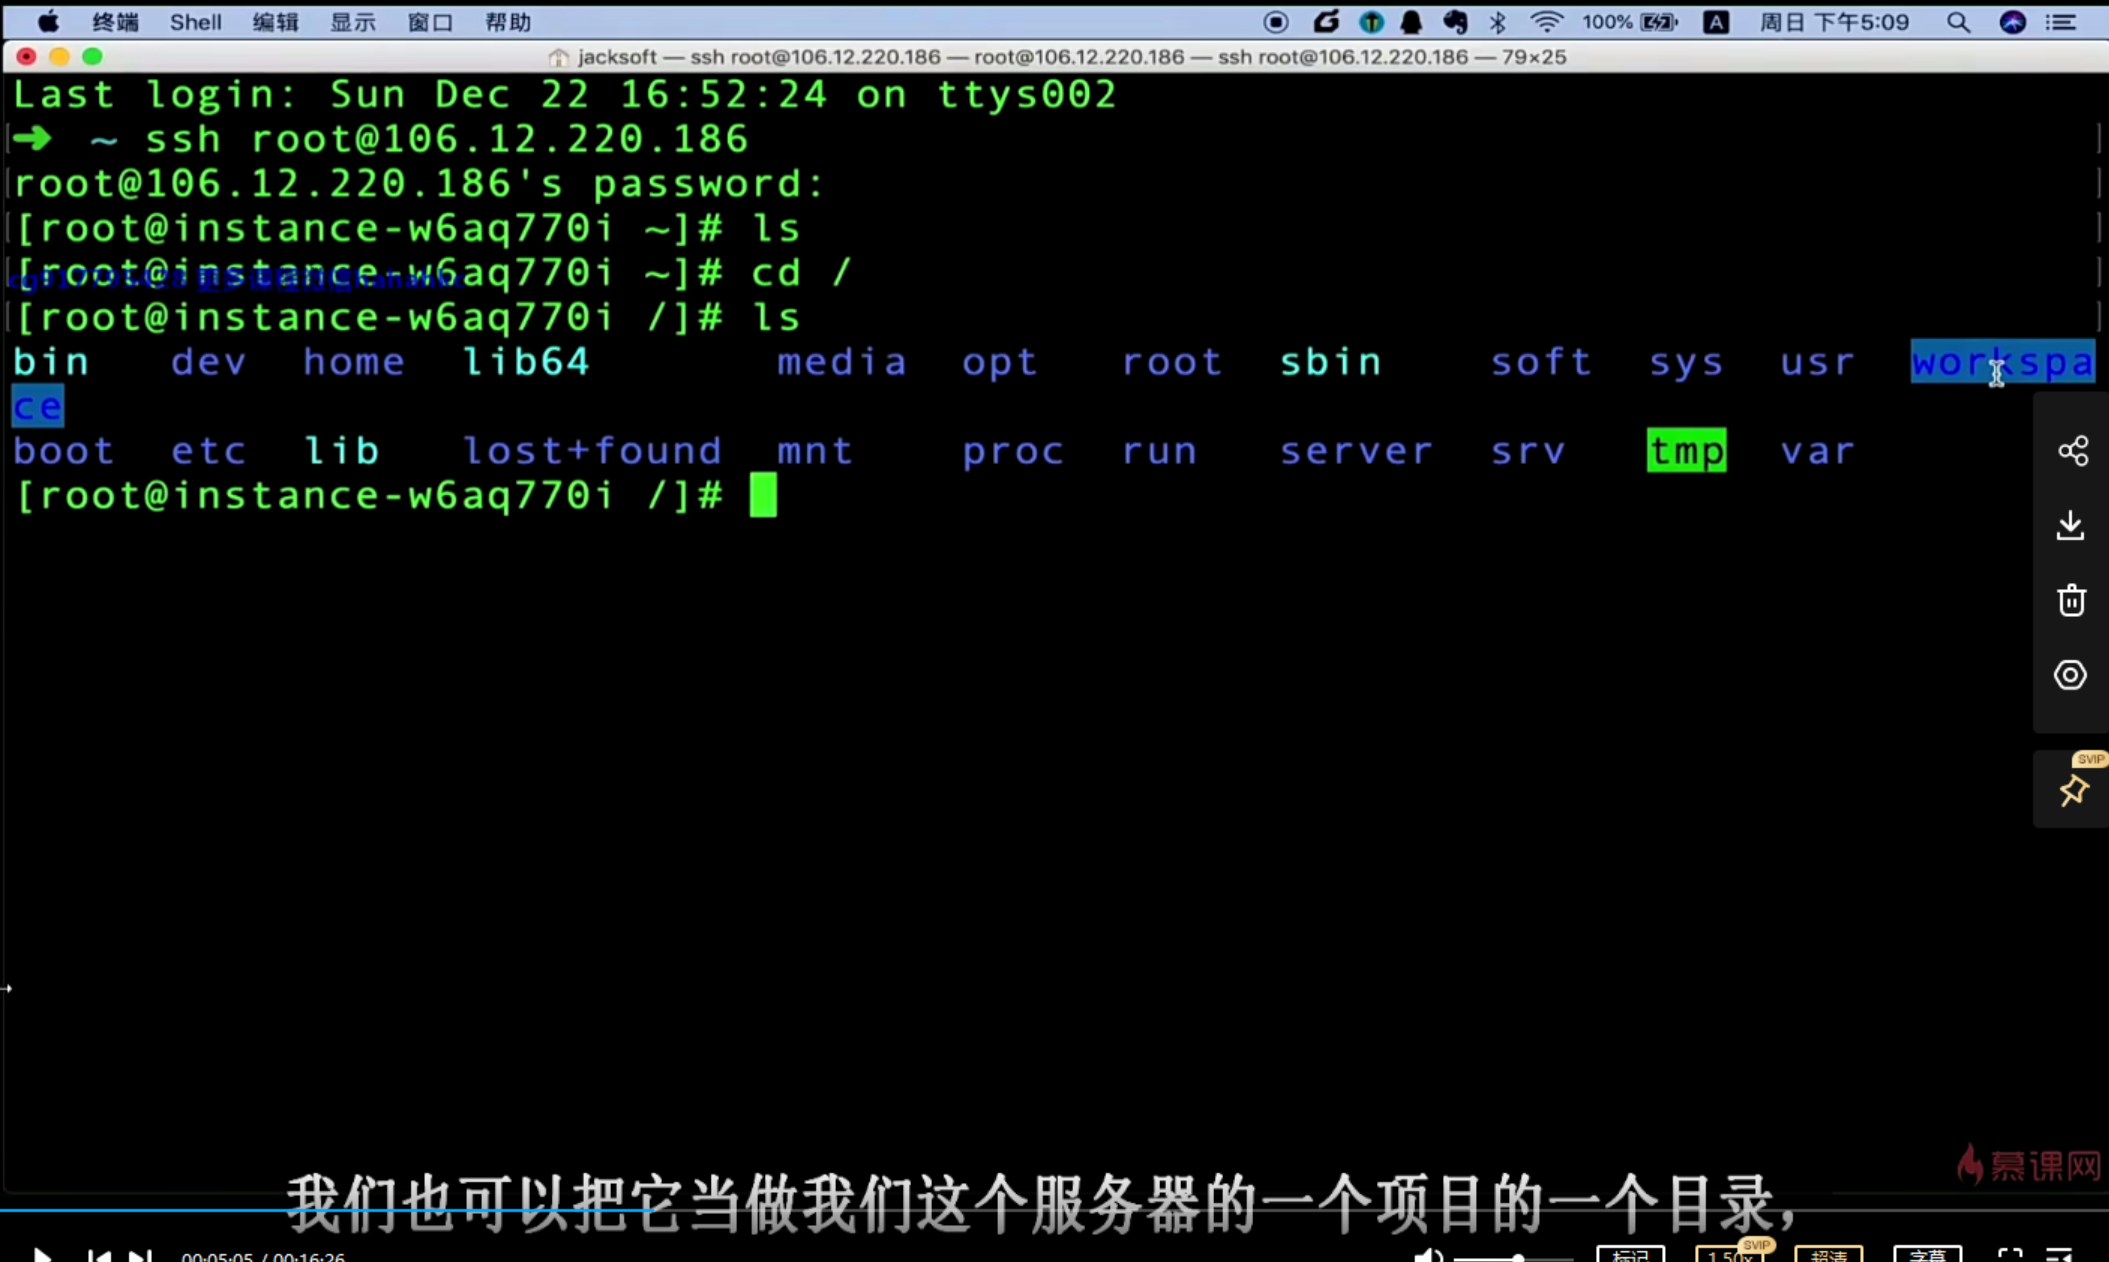 终端 Shell 编辑 显示 窗口 帮助 100% A 周日 下午5:09
jacksoft — ssh root@106.12.220.186 — root@106.12.220.186 — ssh root@106.12.220.186 — 79×25
Last login: Sun Dec 22 16:52:24 on ttys002
➜ ~ ssh root@106.12.220.186
root@106.12.220.186's password:
[root@instance-w6aq770i ~]# ls
[root@instance-w6aq770i ~]# cd /
[root@instance-w6aq770i /]# ls
bin dev home lib64 media opt root sbin soft sys usr workspa
ce
boot etc lib lost+found mnt proc run server srv tmp var
[root@instance-w6aq770i /]#
SVIP
慕课网
我们也可以把它当做我们这个服务器的一个项目的一个目录，
SVIP
00:05:05 / 00:16:26 标记 1.50x 超清 字幕